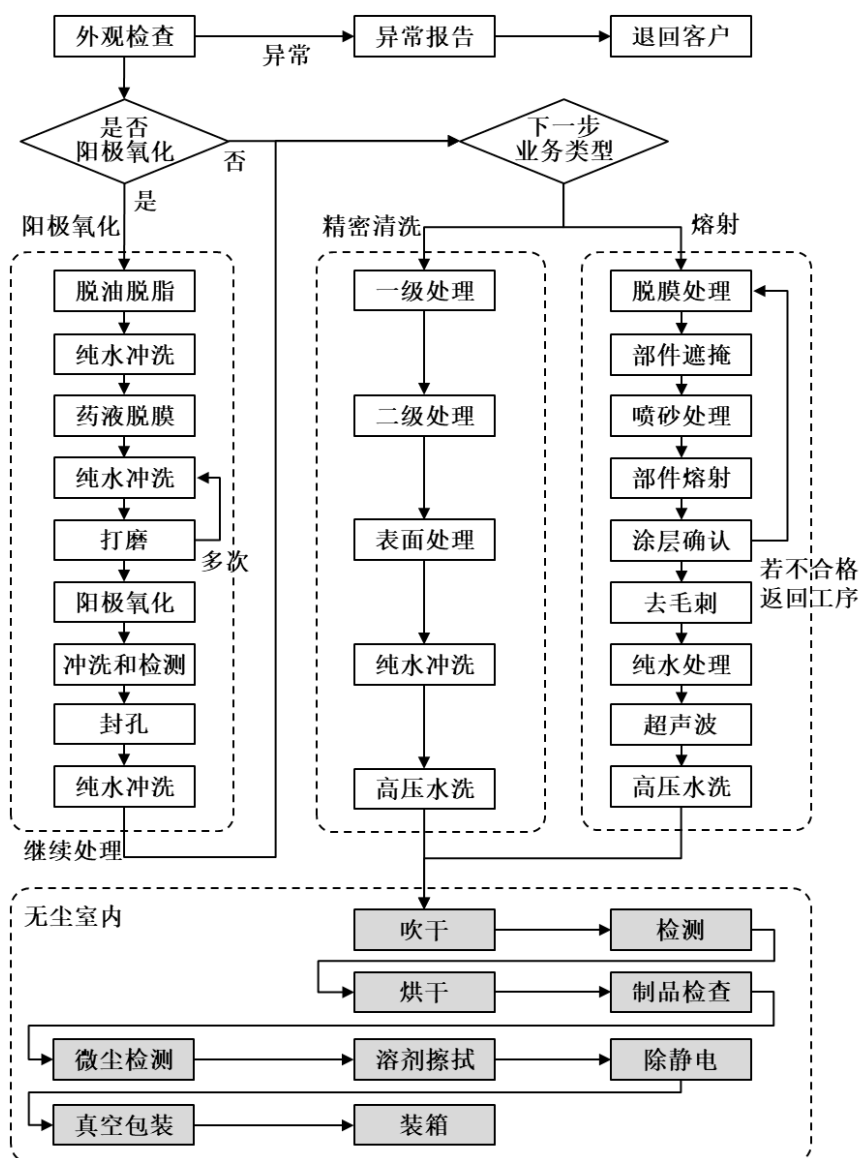 外观检查
异常
异常报告
退回客户
是否
阳极氧化
否
是
下一步
业务类型
阳极氧化
脱油脱脂
纯水冲洗
药液脱膜
纯水冲洗
打磨
多次
阳极氧化
冲洗和检测
封孔
纯水冲洗
继续处理
精密清洗
一级处理
二级处理
表面处理
纯水冲洗
高压水洗
熔射
脱膜处理
部件遮掩
喷砂处理
部件熔射
涂层确认
若不合格
返回工序
去毛刺
纯水处理
超声波
高压水洗
无尘室内
吹干
检测
烘干
制品检查
微尘检测
溶剂擦拭
除静电
真空包装
装箱